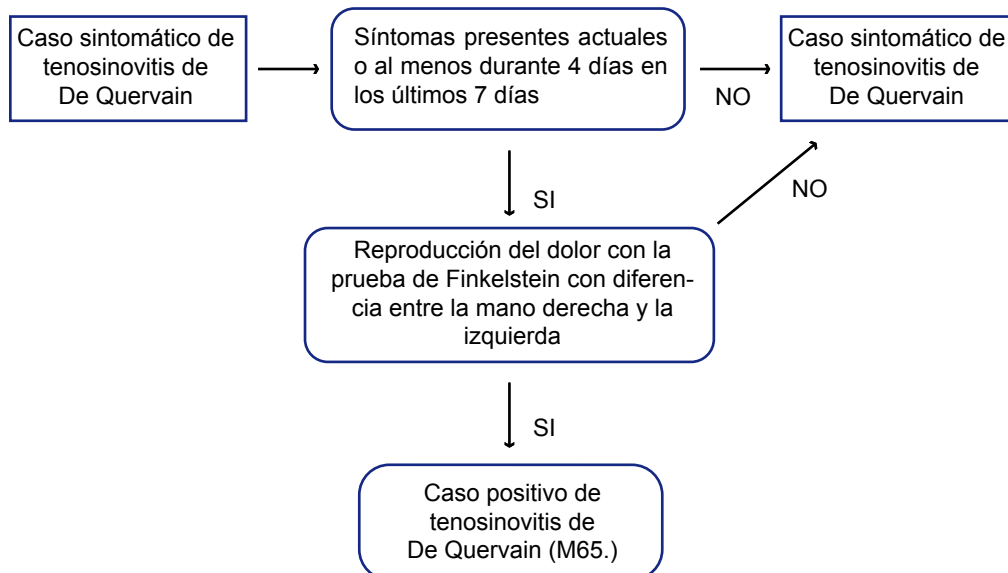 Caso sintomático de
tenosinovitis de
De Quervain
Síntomas presentes actuales
o al menos durante 4 días en
los últimos 7 días
NO
Caso sintomático de
tenosinovitis de
De Quervain
SI
NO
Reproducción del dolor con la
prueba de Finkelstein con diferen-
cia entre la mano derecha y la
izquierda
SI
Caso positivo de
tenosinovitis de
De Quervain (M65.)